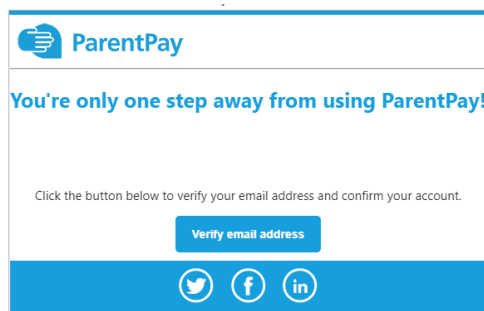 ParentPay
You're only one step away from using ParentPay!
Click the button below to verify your email address and confirm your account.
Verify email address
f
in